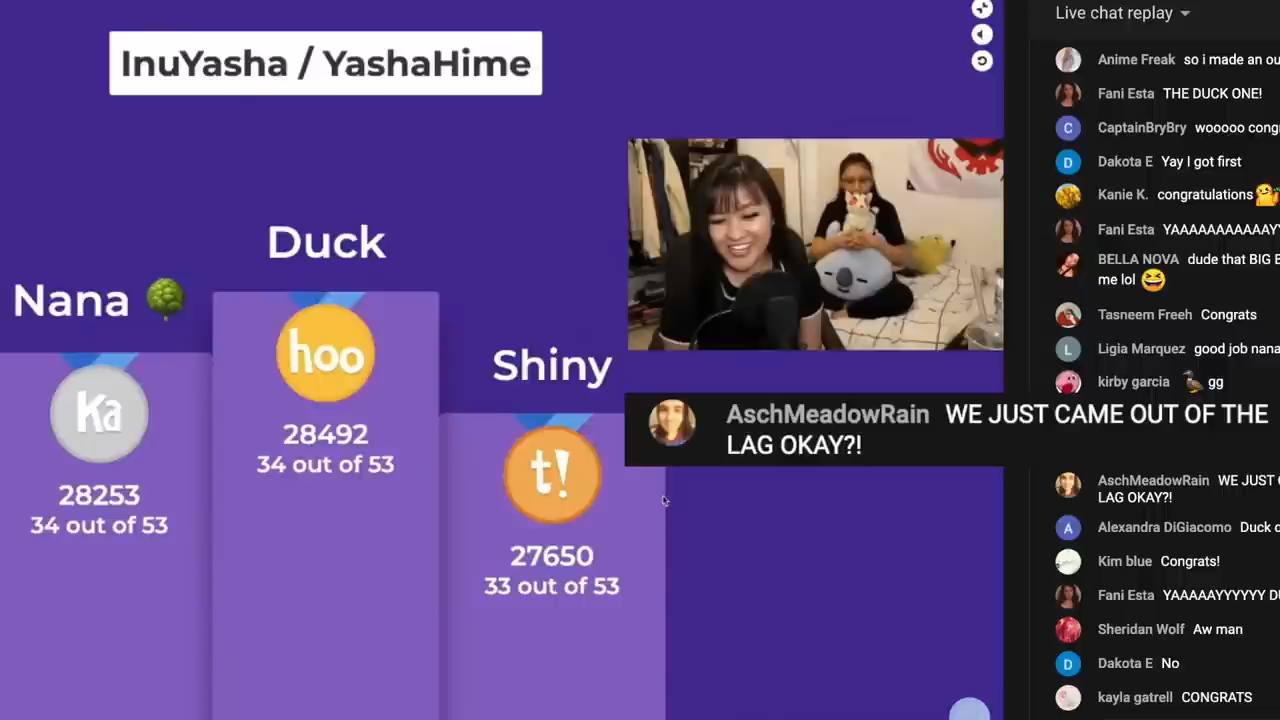 InuYasha / YashaHime
Duck
Nana
Shiny
hoo
Ka
t!
28492
34 out of 53
28253
34 out of 53
27650
33 out of 53
AschMeadowRain WE JUST CAME OUT OF THE
LAG OKAY?!
Live chat replay
Anime Freak so i made an
Fani Esta THE DUCK ONE!
C CaptainBryBry wooooo
D Dakota E Yay I got first
Kanie K. congratulations
Fani Esta
BELLA NOVA dude that BIG
me lol
Tasneem Freeh Congrats
L Ligia Marquez good job nana
kirby garcia gg
AschMeadowRain WE JUST
LAG OKAY?!
A Alexandra DiGiacomo Duck
Kim blue Congrats!
Fani Esta YAAAAAYYYYYY
Sheridan Wolf Aw man
D Dakota E No
kayla gatrell CONGRATS